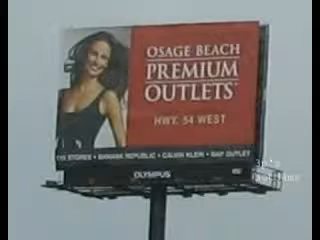 OSAGE BEACH
PREMIUM
OUTLETS
HWY. 54 WEST
STORES • BANANA REPUBLIC • CALVIN KLEIN • GAP OUTLET
OLYMPUS